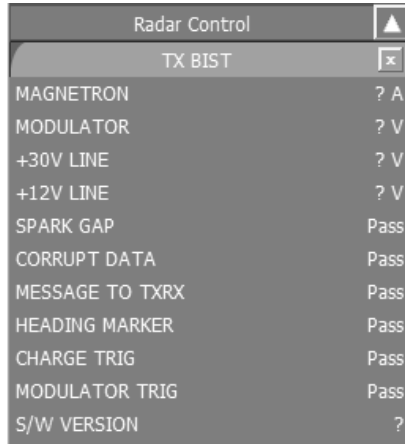 Radar Control
TX BIST x
MAGNETRON ? A
MODULATOR ? V
+30V LINE ? V
+12V LINE ? V
SPARK GAP Pass
CORRUPT DATA Pass
MESSAGE TO TXRX Pass
HEADING MARKER Pass
CHARGE TRIG Pass
MODULATOR TRIG Pass
S/W VERSION ?